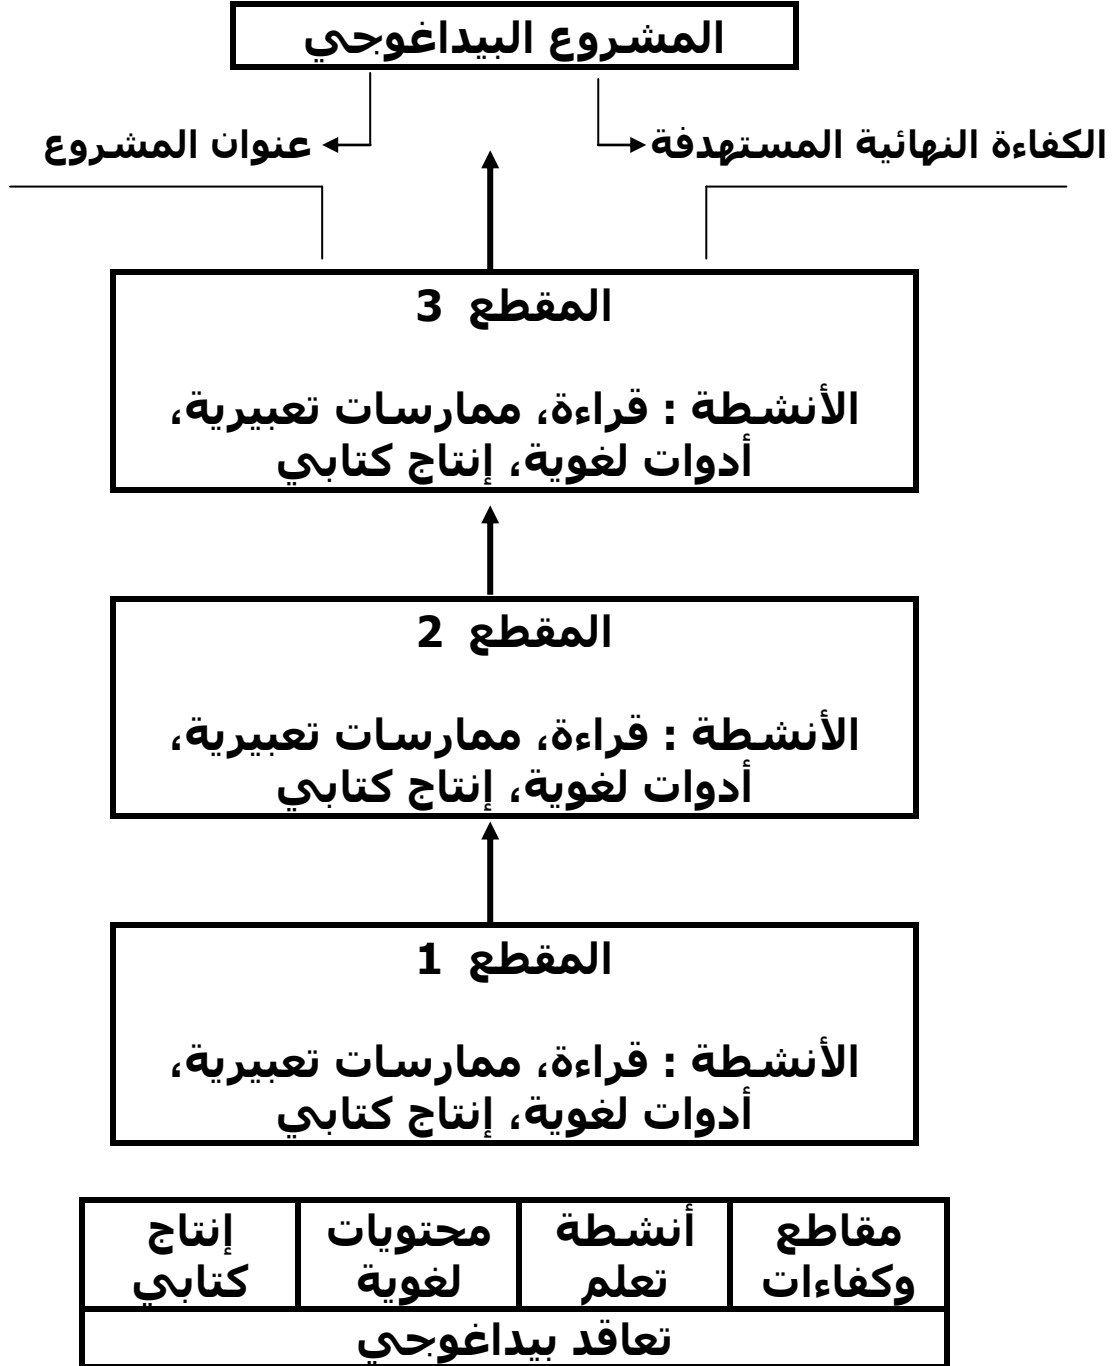 المشروع البيداغوجي
الكفاءة النهائية المستهدفة
عنوان المشروع
المقطع 3
الأنشطة : قراءة، ممارسات تعبيرية،
أدوات لغوية، إنتاج كتابي
المقطع 2
الأنشطة : قراءة، ممارسات تعبيرية،
أدوات لغوية، إنتاج كتابي
المقطع 1
الأنشطة : قراءة، ممارسات تعبيرية،
أدوات لغوية، إنتاج كتابي
مقاطع
وكفاءات
أنشطة
تعلم
محتويات
لغوية
إنتاج
كتابي
تعاقد بيداغوجي